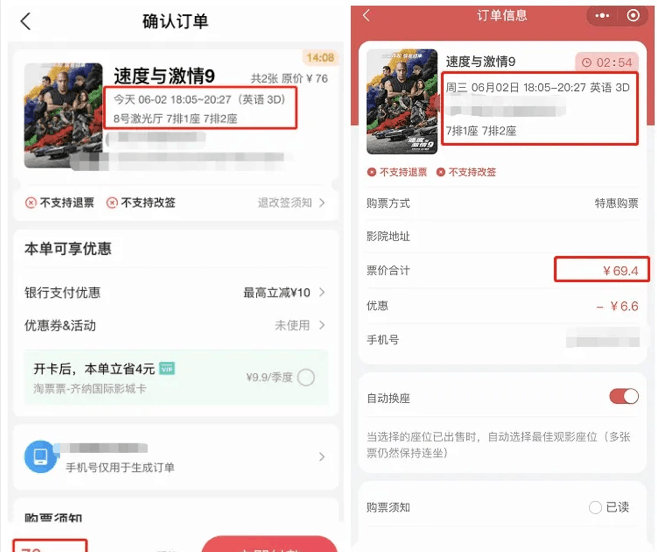 确认订单
14:08
速度与激情9
共2张 原价 ¥ 76
今天 06-02 18:05~20:27 (英语 3D)
8号激光厅 7排1座 7排2座
不支持退票 不支持改签
退改签须知 >
本单可享优惠
银行支付优惠
最高立减¥10 >
优惠券&活动
未使用 >
开卡后，本单立省4元 VIP
¥9.9/季度
淘票票-齐纳国际影城卡
手机号仅用于生成订单
购票须知
订单信息
速度与激情9
02:54
周三 06月02日 18:05-20:27 英语 3D
7排1座 7排2座
速度与激情9
不支持退票 不支持改签
购票方式
特惠购票
影院地址
票价合计
¥69.4
优惠
- ¥6.6
手机号
自动换座
当选择的座位已出售时，自动选择最佳观影座位（多张
票仍然保持连坐）
购票须知
已读